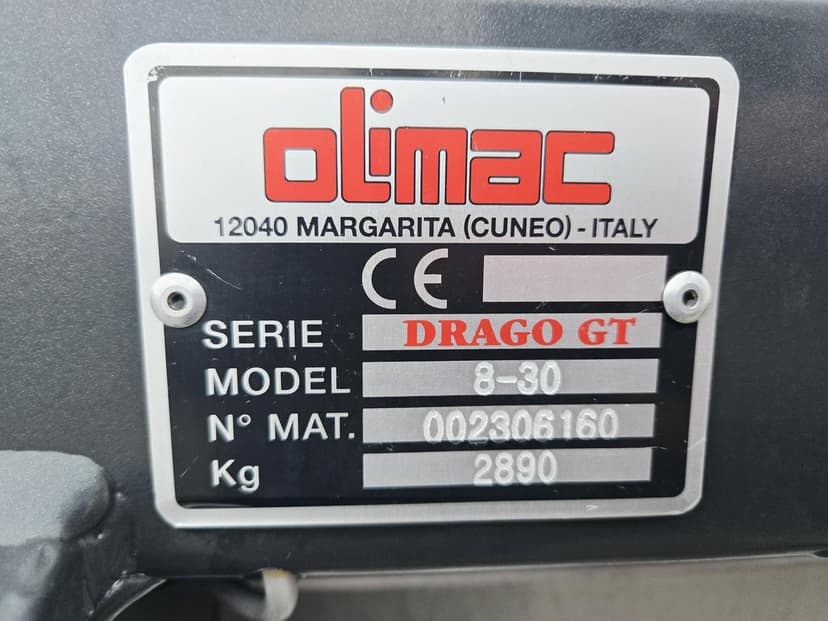 olimac
12040 MARGARITA (CUNEO) - ITALY
CE
SERIE DRAGO GT
MODEL 8-30
N° MAT. 002306160
Kg 2890